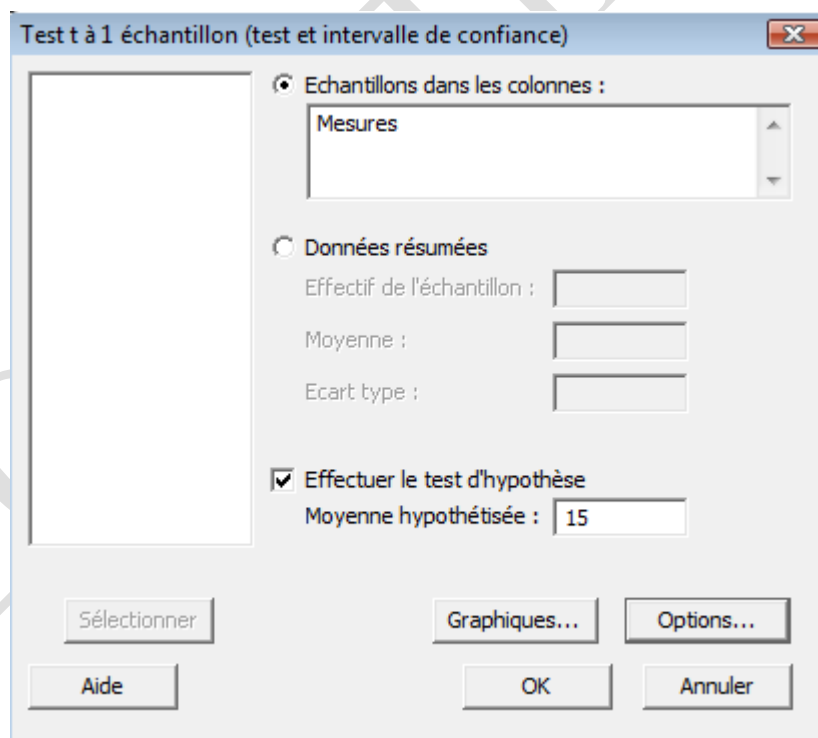 Test t à 1 échantillon (test et intervalle de confiance)
Echantillons dans les colonnes :
Mesures
Données résumées
Effectif de l'échantillon :
Moyenne :
Ecart type :
Effectuer le test d'hypothèse
Moyenne hypothétisée : 15
Sélectionner
Graphiques...
Options...
Aide
OK
Annuler